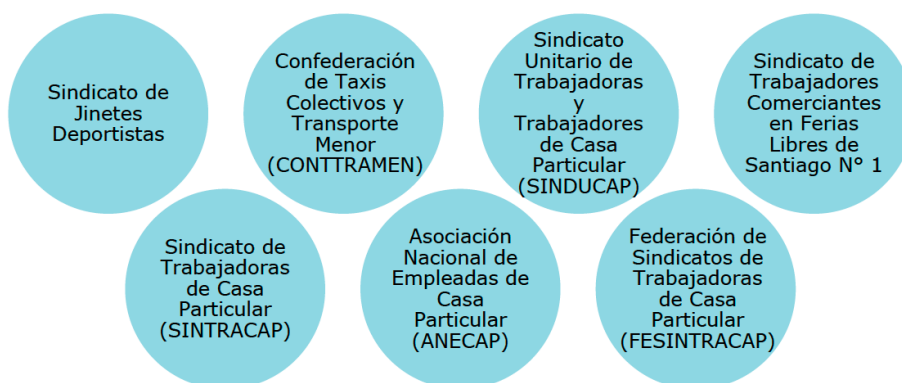 Sindicato de
Jinetes
Deportistas
Confederación
de Taxis
Colectivos y
Transporte
Menor
(CONTTRAMEN)
Sindicato
Unitario de
Trabajadoras
y
Trabajadores
de Casa
Particular
(SINDUCAP)
Sindicato de
Trabajadores
Comerciantes
en Ferias
Libres de
Santiago N° 1
Sindicato de
Trabajadoras
de Casa
Particular
(SINTRACAP)
Asociación
Nacional de
Empleadas de
Casa
Particular
(ANECAP)
Federación de
Sindicatos de
Trabajadoras
de Casa
Particular
(FESINTRACAP)